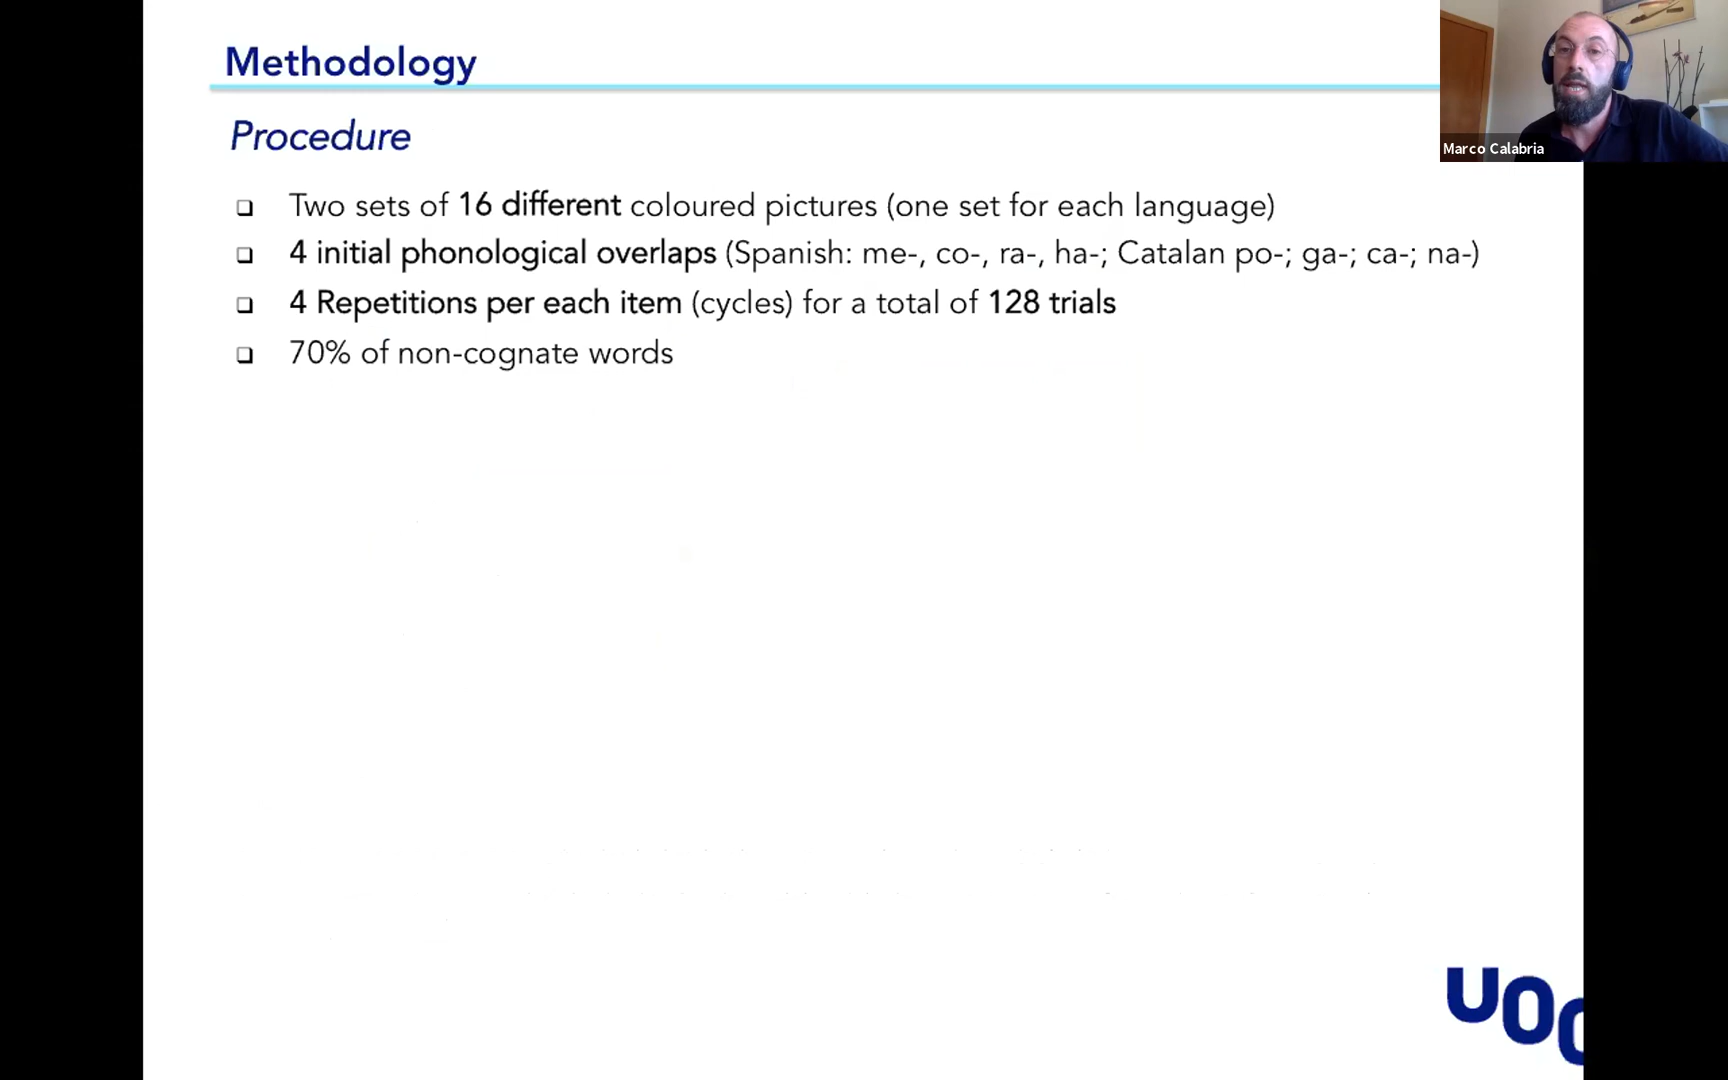 Methodology
Procedure
Two sets of 16 different coloured pictures (one set for each language)
4 initial phonological overlaps (Spanish: me-, co-, ra-, ha-; Catalan po-; ga-; ca-; na-)
4 Repetitions per each item (cycles) for a total of 128 trials
70% of non-cognate words
Marco Calabria
UOC